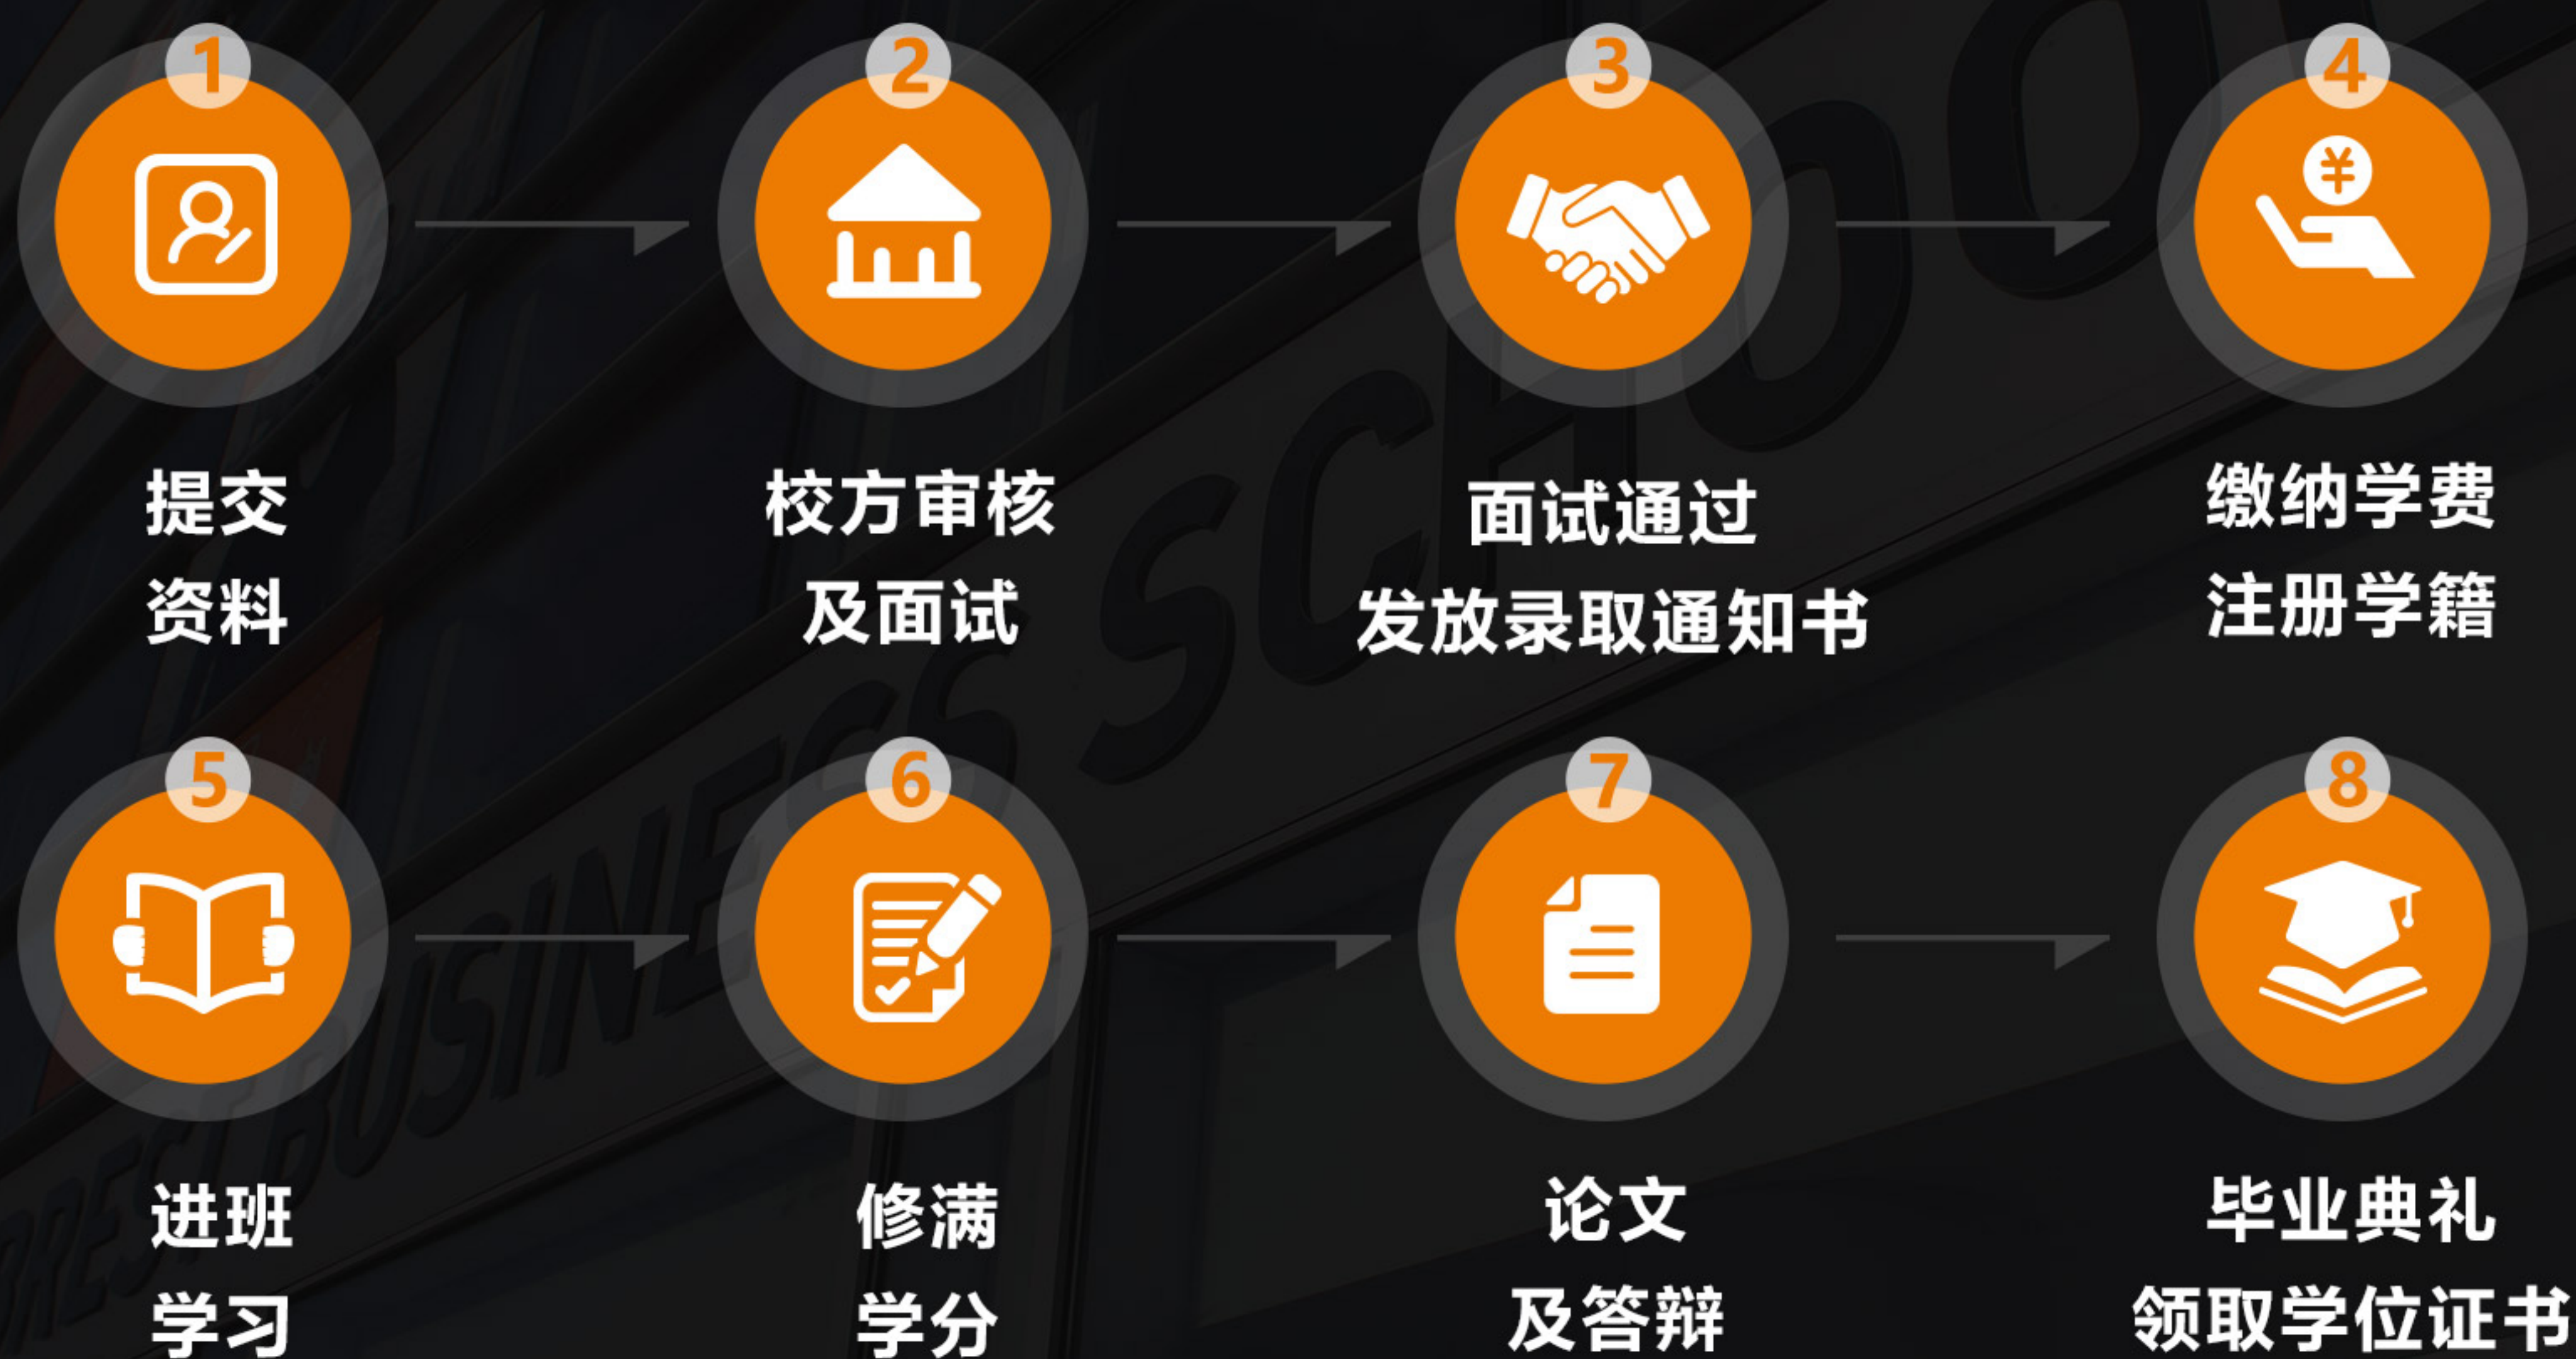 1
2
3
4
提交
资料
校方审核
及面试
面试通过
发放录取通知书
缴纳学费
注册学籍
5
6
7
8
进班
学习
修满
学分
论文
及答辩
毕业典礼
领取学位证书
BREST BUSINESS SCHOOL